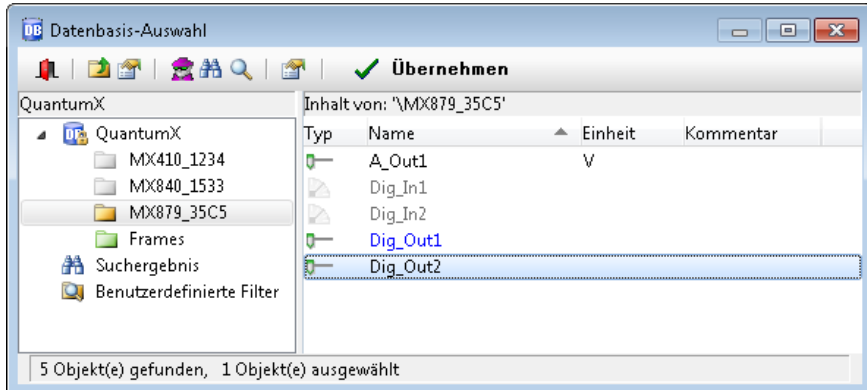 Datenbasis-Auswahl
Übernehmen
QuantumX
Inhalt von: '\MX879_35C5'
QuantumX
MX410_1234
MX840_1533
MX879_35C5
Frames
Suchergebnis
Benutzerdefinierte Filter
Typ Name Einheit Kommentar
A_Out1 V
Dig_In1
Dig_In2
Dig_Out1
Dig_Out2
5 Objekt(e) gefunden, 1 Objekt(e) ausgewählt